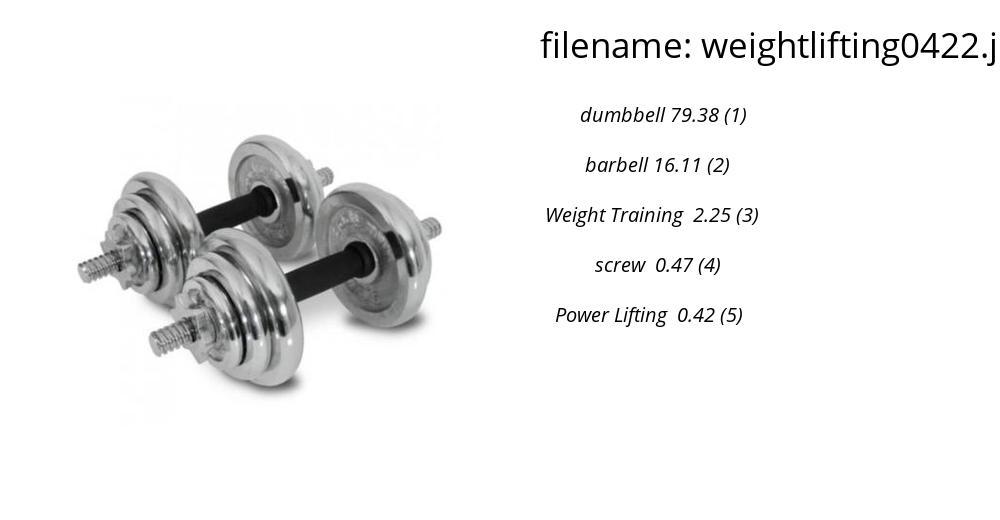 filename: weightlifting0422.j
dumbbell 79.38 (1)
barbell 16.11 (2)
Weight Training 2.25 (3)
screw 0.47 (4)
Power Lifting 0.42 (5)